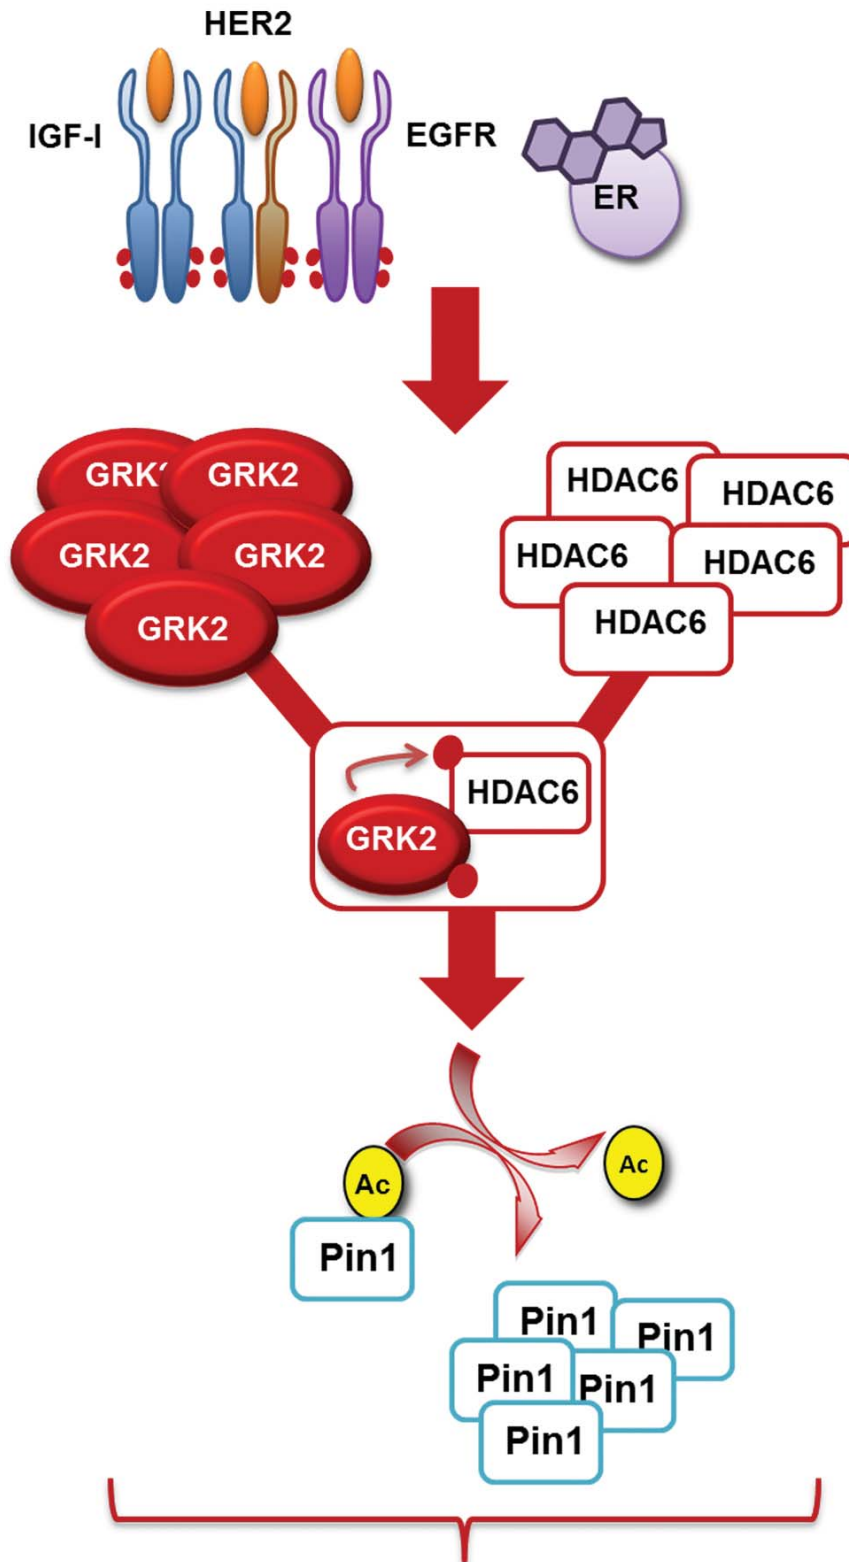 HER2
IGF-I
EGFR
ER
GRK2
HDAC6
HDAC6
GRK2
GRK2
HDAC6
HDAC6
GRK2
HDAC6
HDAC6
GRK2
Ac
Ac
Pin1
Pin1
Pin1
Pin1
Pin1
Pin1